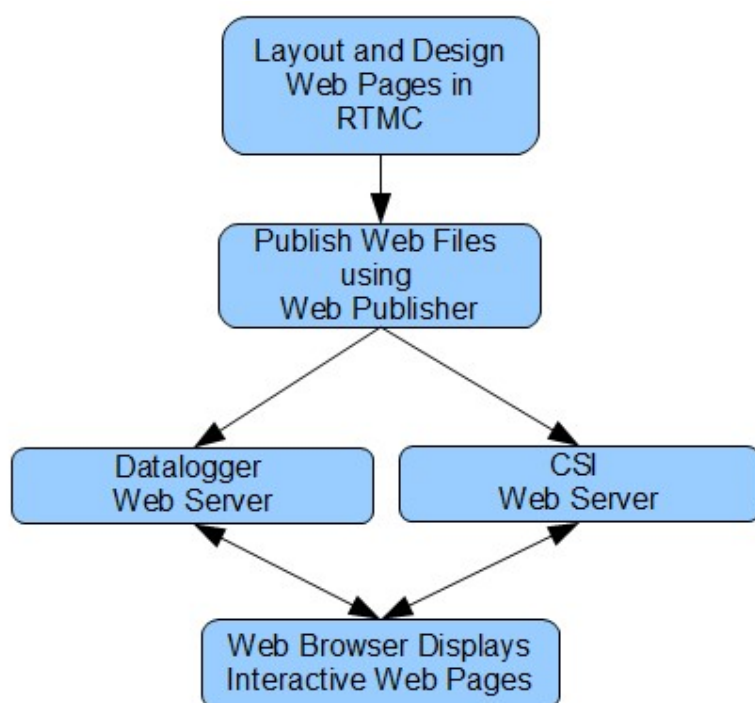 Layout and Design
Web Pages in
RTMC
Publish Web Files
using
Web Publisher
Datalogger
Web Server
CSI
Web Server
Web Browser Displays
Interactive Web Pages